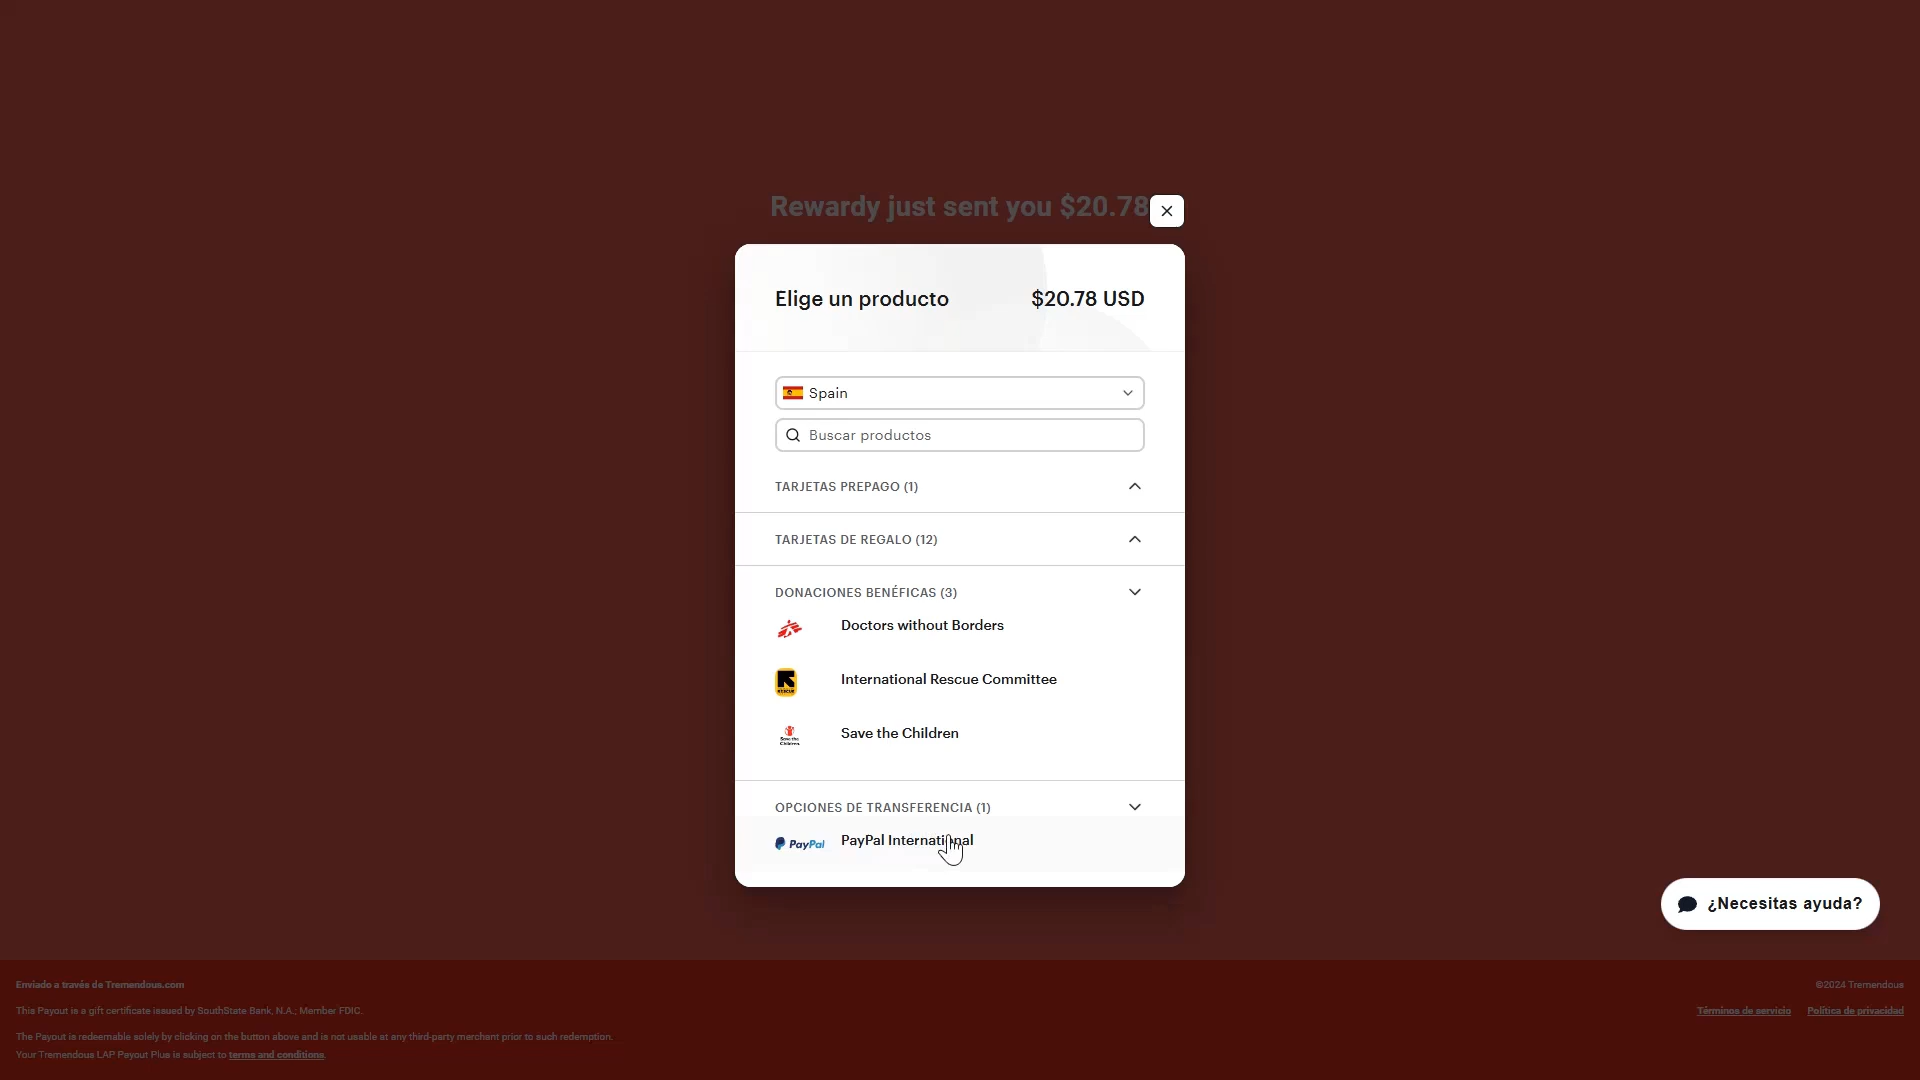 Rewardy just sent you $20.78
Elige un producto
$20.78 USD
Spain
Buscar productos
TARJETAS PREPAGO (1)
TARJETAS DE REGALO (12)
DONACIONES BENÉFICAS (3)
Doctors without Borders
RESCUE
International Rescue Committee
Save the
Children
Save the Children
OPCIONES DE TRANSFERENCIA (1)
PayPal
PayPal International
¿Necesitas ayuda?
Enviado a través de Tremendous.com
©2024 Tremendous
This Payout is a gift certificate issued by SouthState Bank, N.A.; Member FDIC.
Términos de servicio
Política de privacidad
The Payout is redeemable solely by clicking on the button above and is not usable at any third-party merchant prior to such redemption.
Your Tremendous LAP Payout Plus is subject to terms and conditions.